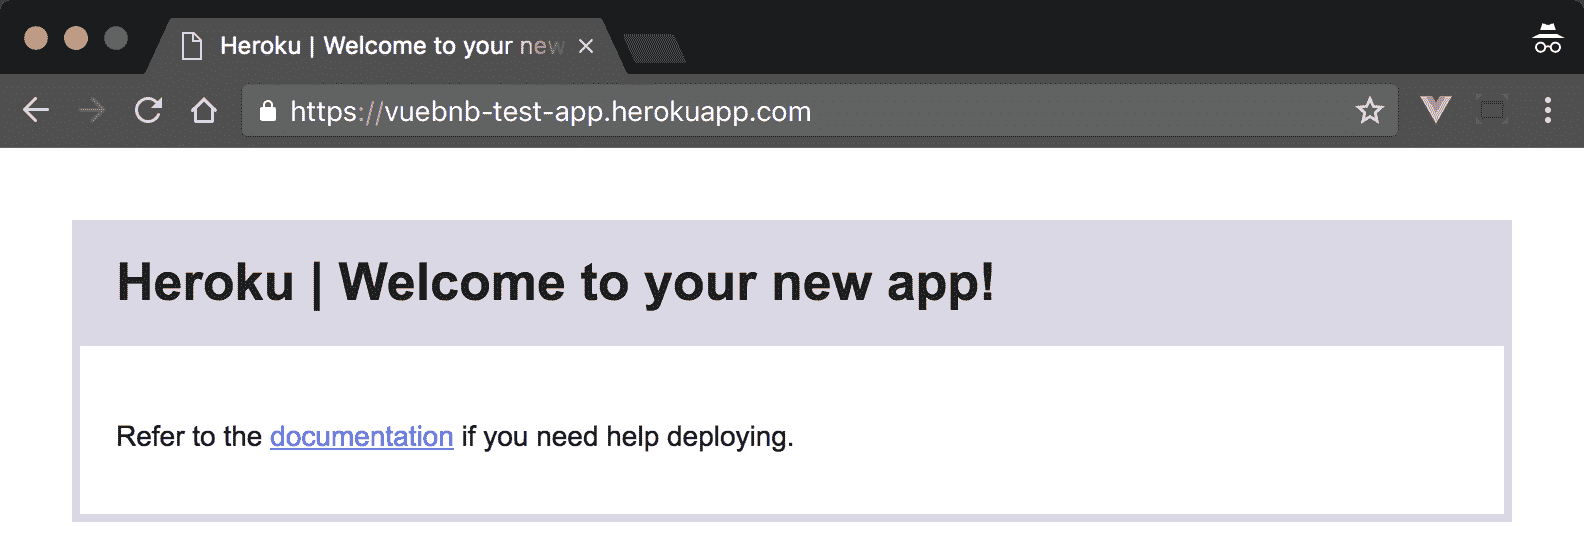 Heroku | Welcome to your new
https://vuebnb-test-app.herokuapp.com
Heroku | Welcome to your new app!
Refer to the documentation if you need help deploying.